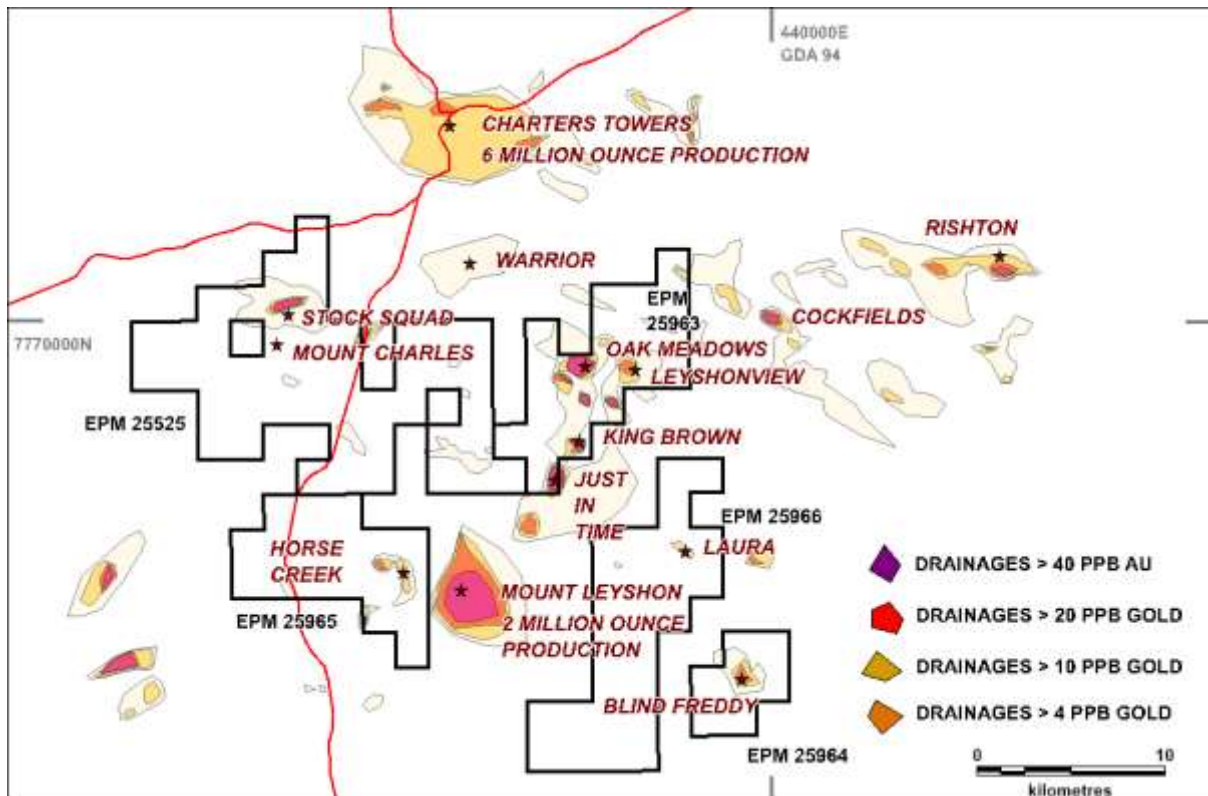 440000E
GDA 94
CHARTERS TOWERS
6 MILLION OUNCE PRODUCTION
RISHTON
WARRIOR
EPM
25963
STOCK SQUAD
COCKFIELDS
7770000N
MOUNT CHARLES
OAK MEADOWS
LEYSHONVIEW
EPM 25525
KING BROWN
JUST
IN
TIME
EPM 25966
HORSE
CREEK
LAURA
DRAINAGES > 40 PPB AU
MOUNT LEYSHON
EPM 25965
2 MILLION OUNCE
PRODUCTION
DRAINAGES > 20 PPB GOLD
DRAINAGES > 10 PPB GOLD
BLIND FREDDY
DRAINAGES > 4 PPB GOLD
EPM 25964
0 10
kilometres